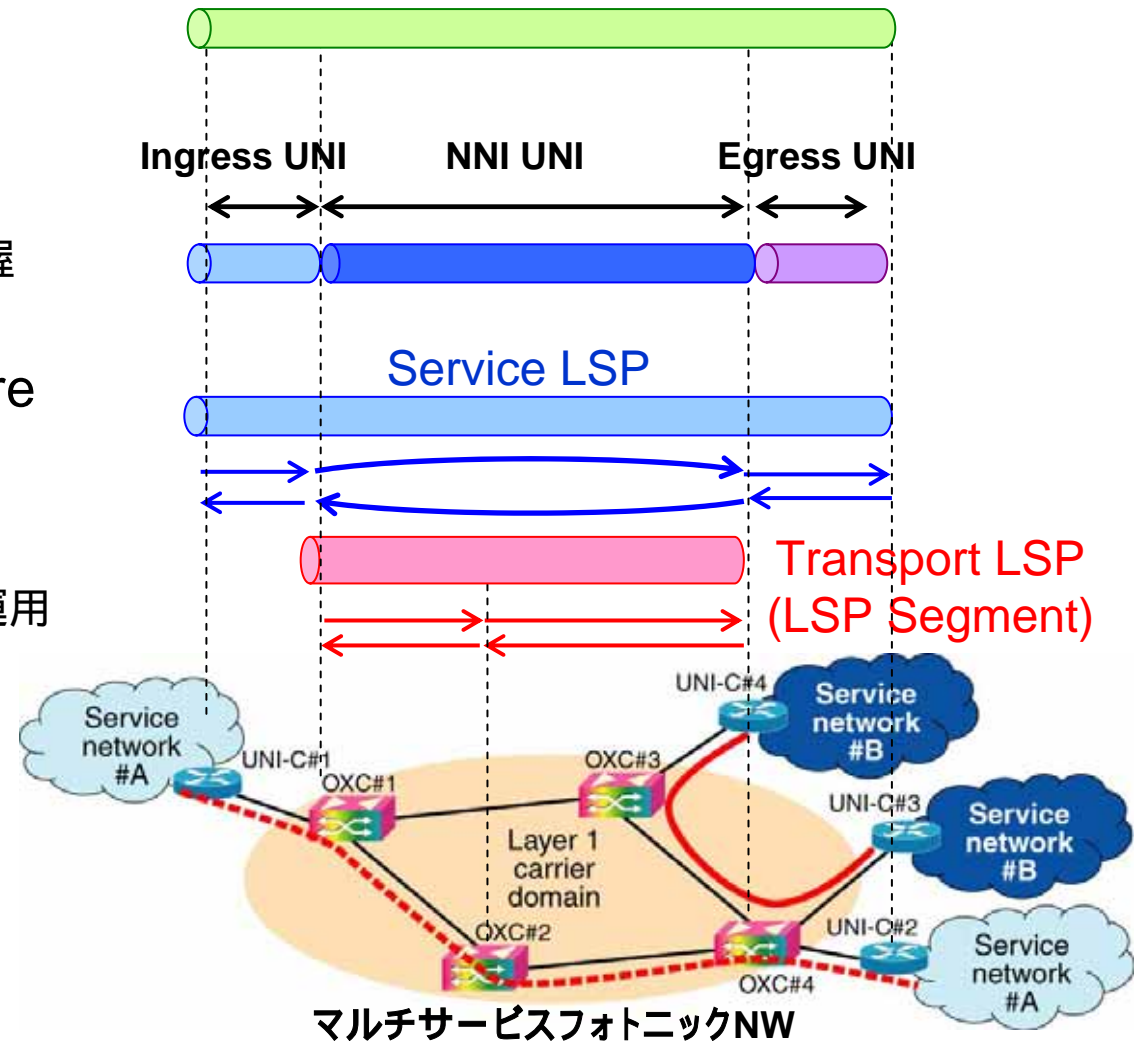 Ingress UNI NNI UNI Egress UNI
握
Service LSP
re
Transport LSP
(LSP Segment)
運用
UNI-C#4
Service
network
#B
Service
network
#A
UNI-C#1
OXC#1
OXC#3
UNI-C#3
Service
network
#B
Layer 1
carrier
domain
OXC#2
UNI-C#2
OXC#4
Service
network
#A
マルチサービスフォトニックNW